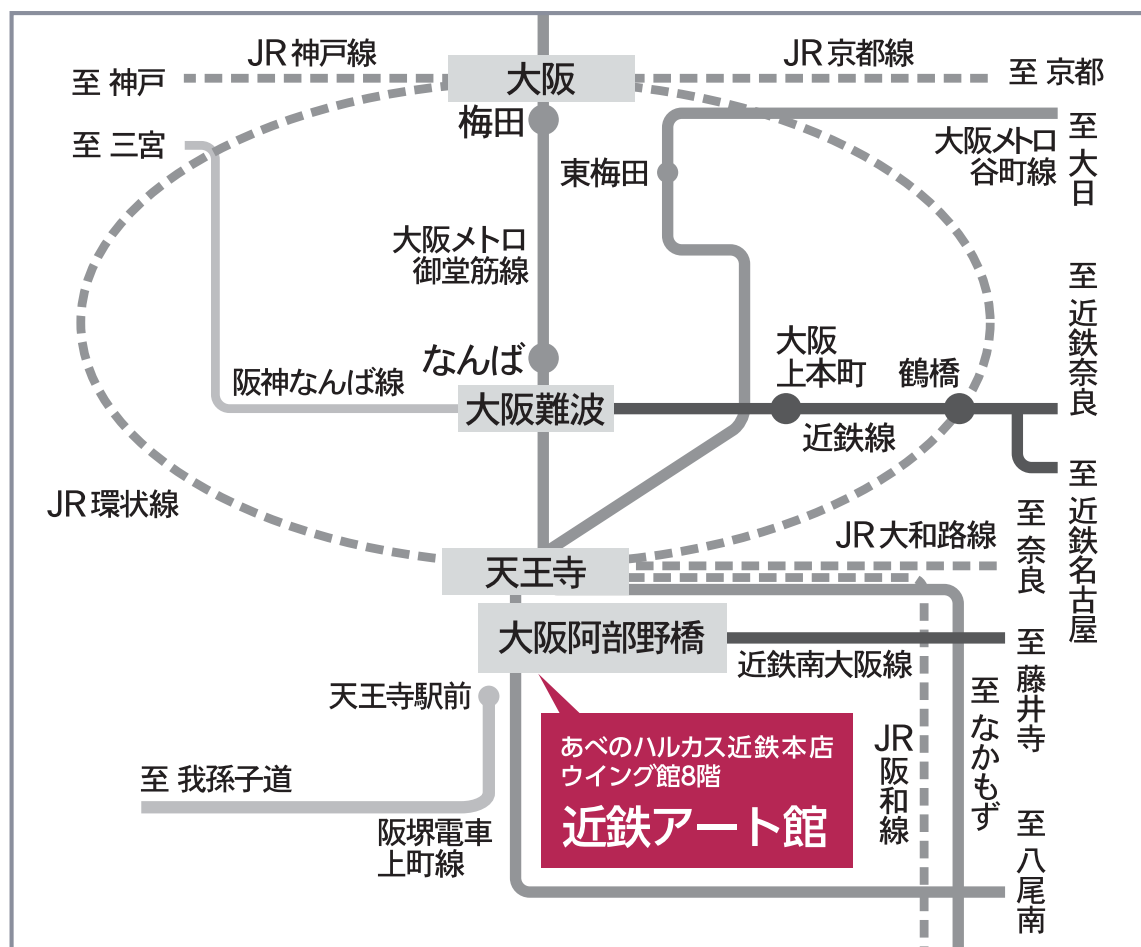 JR神戸線
JR京都線
至 神戸
大阪
至 京都
梅田
至 三宮
東梅田
大阪メトロ
谷町線
至 大日
大阪メトロ
御堂筋線
至 近鉄奈良
なんば
大阪
上本町
鶴橋
阪神なんば線
大阪難波
近鉄線
至 近鉄名古屋
JR環状線
JR大和路線
至 奈良
天王寺
大阪阿部野橋
近鉄南大阪線
至 藤井寺
天王寺駅前
至 なかもず
JR阪和線
あべのハルカス近鉄本店
ウイング館8階
近鉄アート館
至 我孫子道
阪堺電車
上町線
至 八尾南